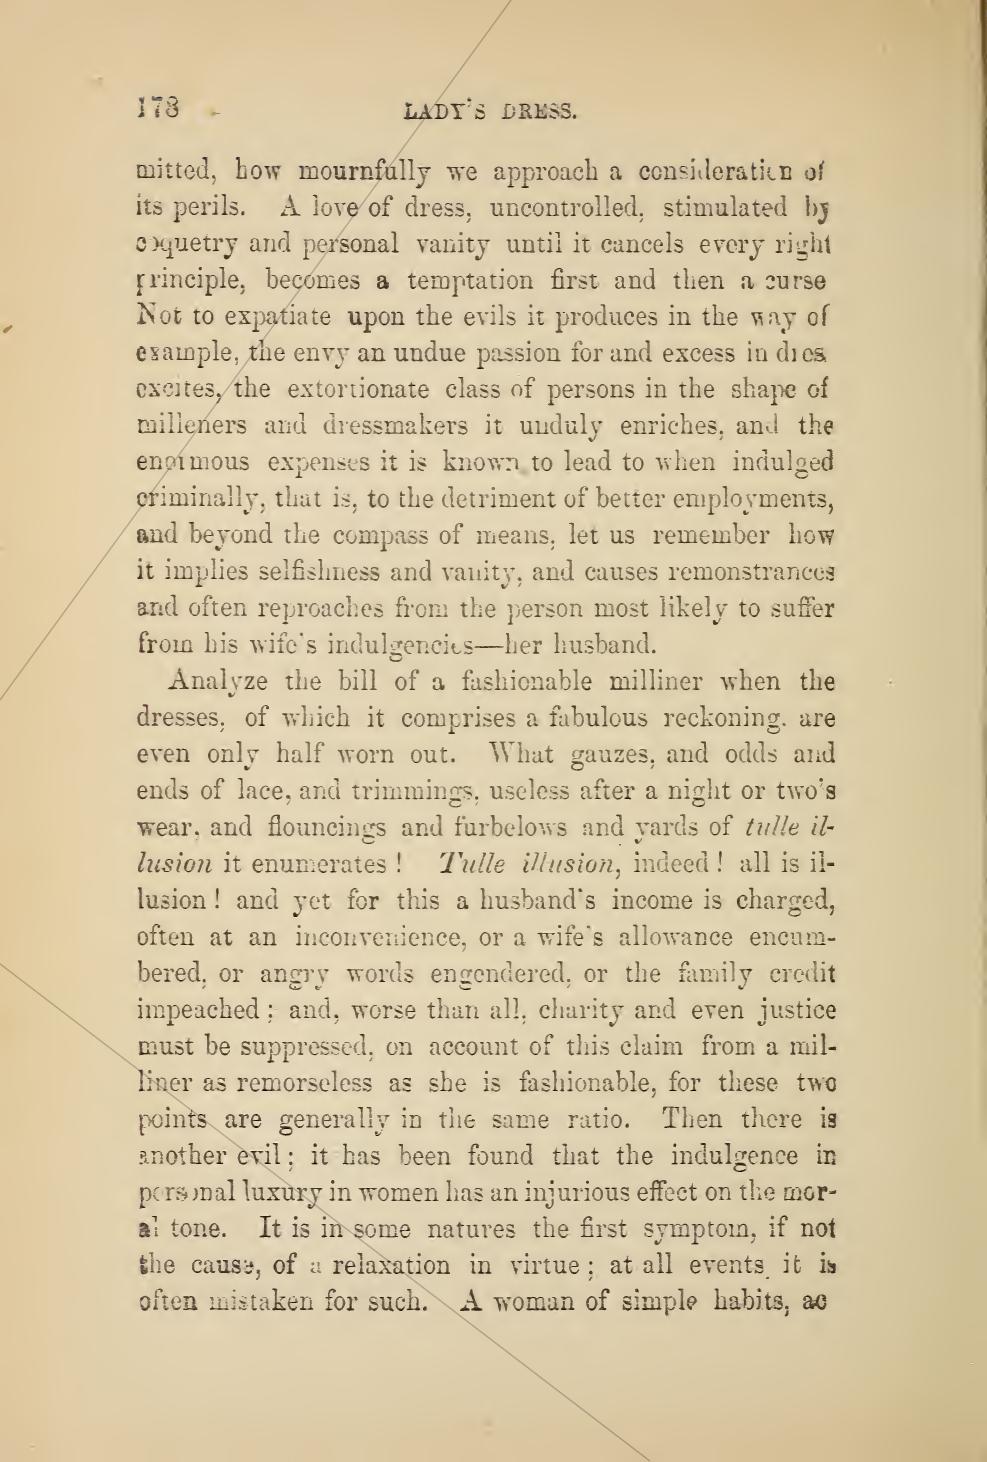 178 LADY'S DRESS.
mitted, how mournfully we approach a consideration of
its perils. A love of dress, uncontrolled, stimulated by
coquetry and personal vanity until it cancels every right
principle, becomes a temptation first and then a curse
Not to expatiate upon the evils it produces in the way of
example, the envy an undue passion for and excess in dress
excites, the extortionate class of persons in the shape of
milleners and dressmakers it unduly enriches, and the
enormous expenses it is known to lead to when indulged
criminally, that is, to the detriment of better employments,
and beyond the compass of means, let us remember how
it implies selfishness and vanity, and causes remonstrances
and often reproaches from the person most likely to suffer
from his wife's indulgencies—her husband.
Analyze the bill of a fashionable milliner when the
dresses, of which it comprises a fabulous reckoning, are
even only half worn out. What gauzes, and odds and
ends of lace, and trimmings, useless after a night or two's
wear, and flouncings and furbelows and yards of tulle il-
lusion it enumerates! Tulle illusion, indeed! all is il-
lusion! and yet for this a husband's income is charged,
often at an inconvenience, or a wife's allowance encum-
bered, or angry words engendered, or the family credit
impeached; and, worse than all, charity and even justice
must be suppressed, on account of this claim from a mil-
liner as remorseless as she is fashionable, for these two
points are generally in the same ratio. Then there is
another evil; it has been found that the indulgence in
personal luxury in women has an injurious effect on the mor-
al tone. It is in some natures the first symptom, if not
the cause, of a relaxation in virtue; at all events it is
often mistaken for such. A woman of simple habits, ac